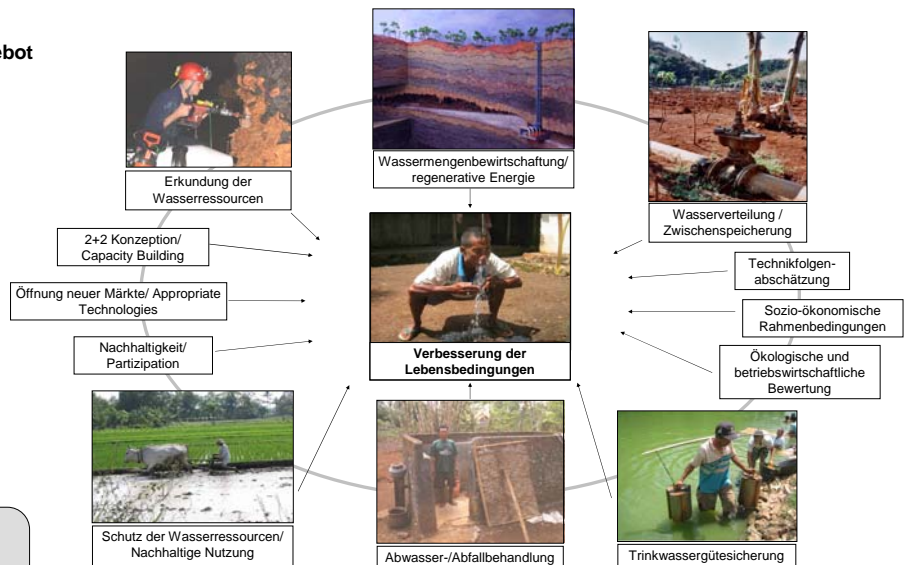 ebot
Erkundung der
Wasserressourcen
Wassermengenbewirtschaftung/
regenerative Energie
Wasserverteilung /
Zwischenspeicherung
2+2 Konzeption/
Capacity Building
Öffnung neuer Märkte/ Appropriate
Technologies
Nachhaltigkeit/
Partizipation
Verbesserung der
Lebensbedingungen
Technikfolgen-
abschätzung
Sozio-ökonomische
Rahmenbedingungen
Ökologische und
betriebswirtschaftliche
Bewertung
Schutz der Wasserressourcen/
Nachhaltige Nutzung
Abwasser-/Abfallbehandlung
Trinkwassergütesicherung